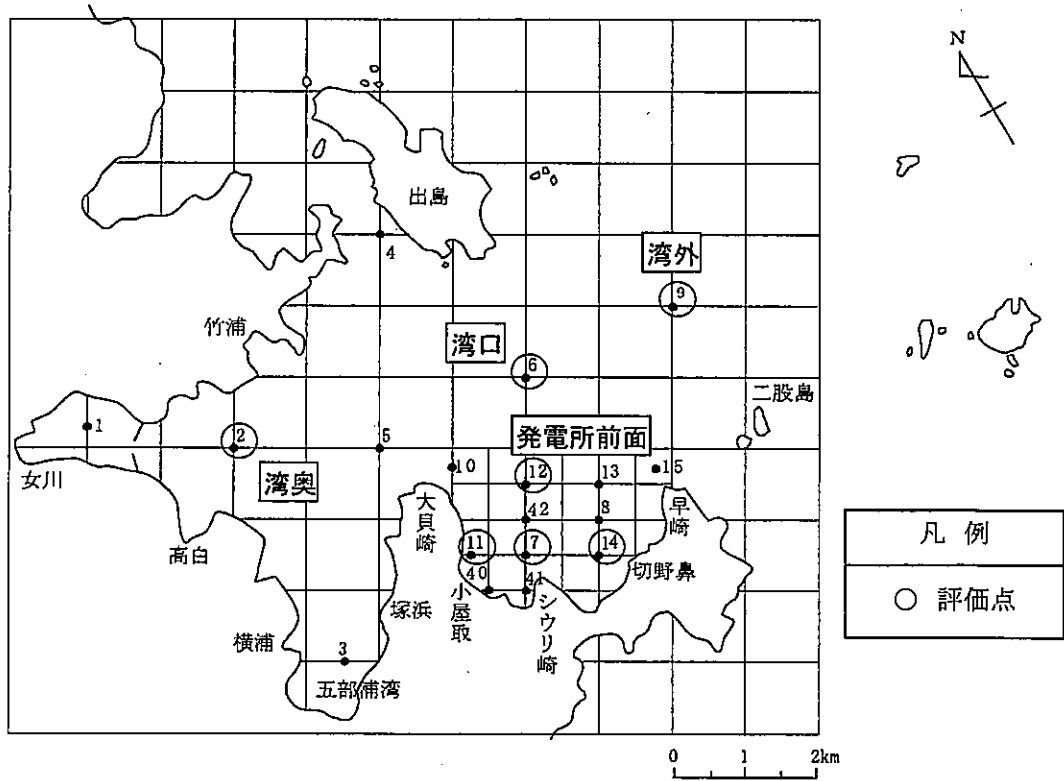 N
出島
4
湾外
9
竹浦
湾口
6
二股島
発電所前面
1
2
5
10
12
13
15
女川
湾奥
大貝崎
42
8
早崎
高白
11
7
14
切野鼻
40
41
小屋取
シウリ崎
塚浜
横浦
3
五部浦湾
凡例
○ 評価点
0 1 2km